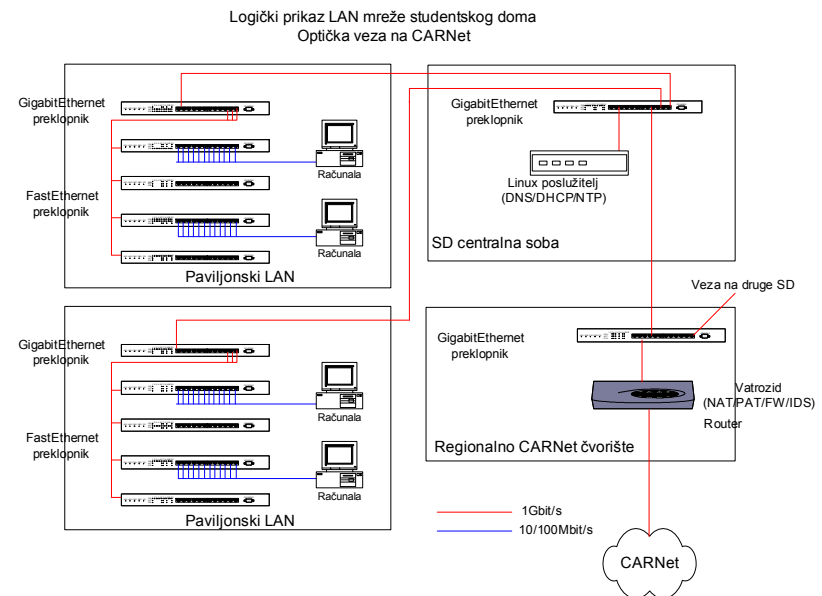 Logički prikaz LAN mreže studentskog doma
Optička veza na CARNet
GigabitEthernet
preklopnik
Računala
FastEthernet
preklopnik
Računala
Paviljonski LAN
GigabitEthernet
preklopnik
Linux poslužitelj
(DNS/DHCP/NTP)
SD centralna soba
Veza na druge SD
GigabitEthernet
preklopnik
Računala
FastEthernet
preklopnik
Računala
Paviljonski LAN
GigabitEthernet
preklopnik
Vatrozid
(NAT/PAT/FW/IDS)
Router
Regionalno CARNet čvorište
1Gbit/s
10/100Mbit/s
CARNet